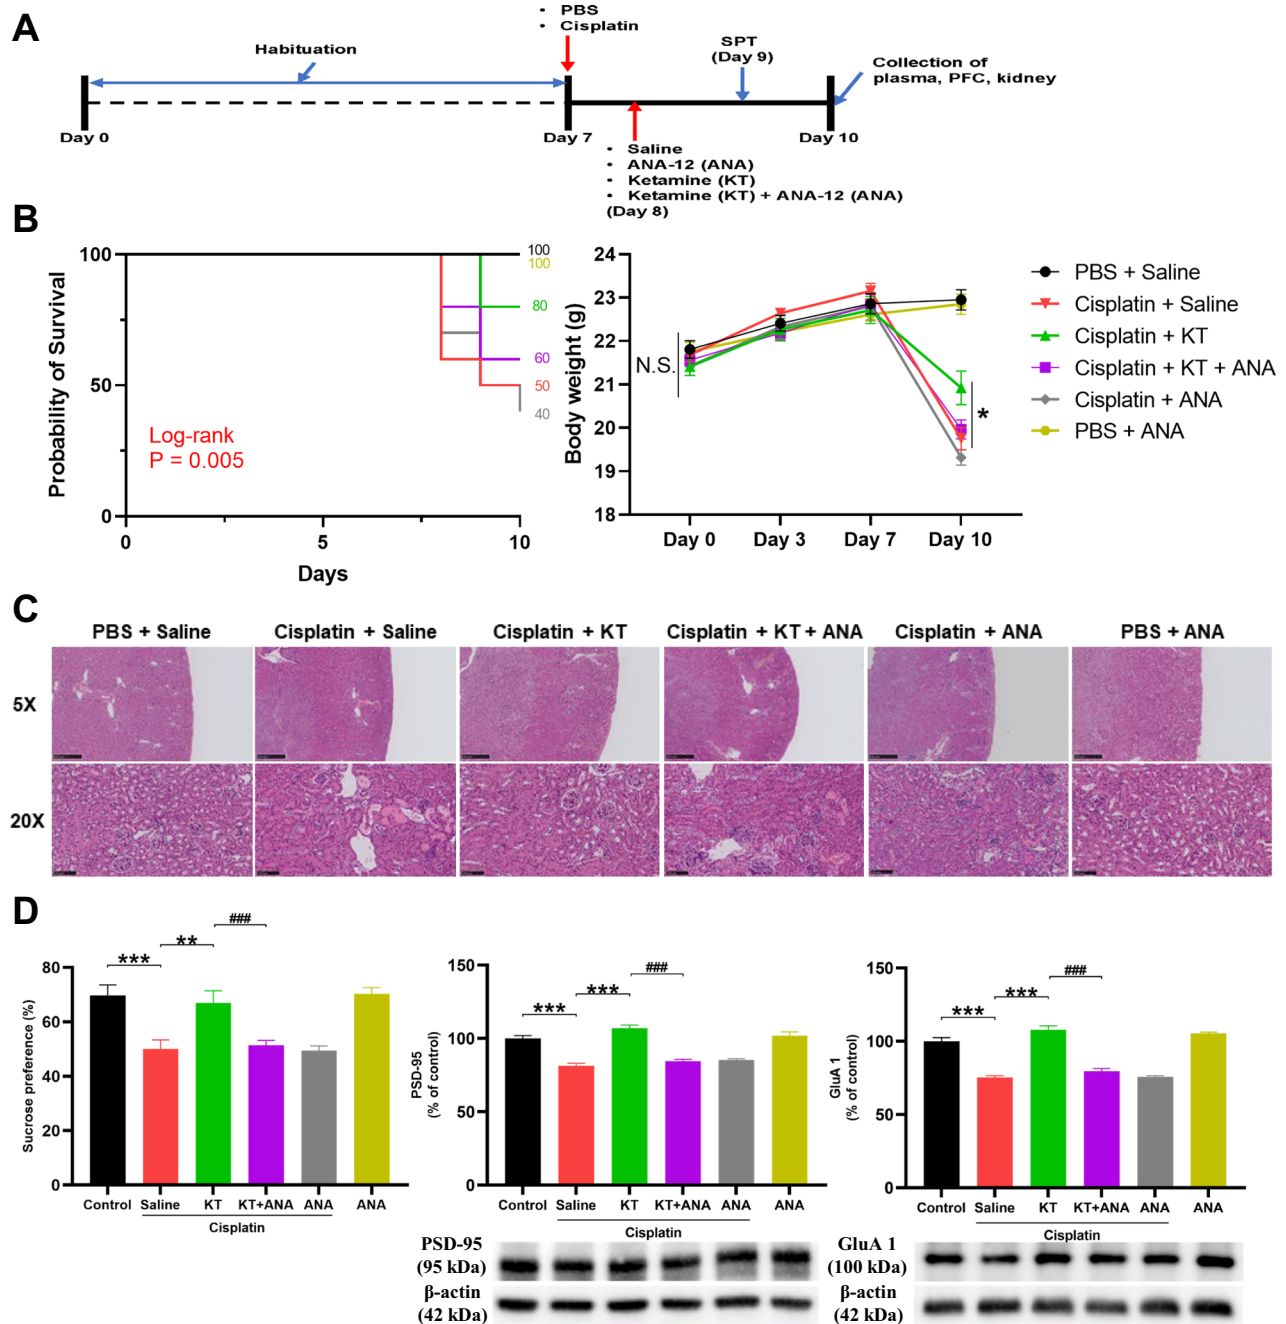 A
• PBS
• Cisplatin
Habituation
SPT
(Day 9)
Collection of
plasma, PFC, kidney
Day 0
Day 7
Day 10
• Saline
• ANA-12 (ANA)
• Ketamine (KT)
• Ketamine (KT) + ANA-12 (ANA)
(Day 8)
B
Probability of Survival
100
50
0
0
5
10
Days
Log-rank
P = 0.005
100
100
80
60
50
40
Body weight (g)
24
23
22
21
20
19
18
N.S.
*
Day 0
Day 3
Day 7
Day 10
PBS + Saline
Cisplatin + Saline
Cisplatin + KT
Cisplatin + KT + ANA
Cisplatin + ANA
PBS + ANA
C
PBS + Saline
Cisplatin + Saline
Cisplatin + KT
Cisplatin + KT + ANA
Cisplatin + ANA
PBS + ANA
5X
20X
D
Sucrose preference (%)
80
60
40
20
0
***
**
###
Control
Saline
KT
KT+ANA
ANA
ANA
Cisplatin
PSD-95
(% of control)
150
100
50
0
***
***
###
Control
Saline
KT
KT+ANA
ANA
ANA
Cisplatin
GluA 1
(% of control)
150
100
50
0
***
***
###
Control
Saline
KT
KT+ANA
ANA
ANA
Cisplatin
PSD-95
(95 kDa)
β-actin
(42 kDa)
GluA 1
(100 kDa)
β-actin
(42 kDa)